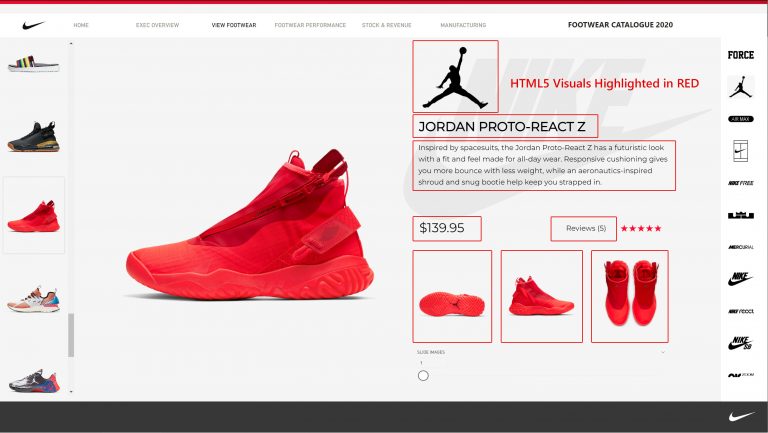 HOME
EXEC OVERVIEW
VIEW FOOTWEAR
FOOTWEAR PERFORMANCE
STOCK & REVENUE
MANUFACTURING
FOOTWEAR CATALOGUE 2020
NIKE
HTML5 Visuals Highlighted in RED
JORDAN PROTO-REACT Z
Inspired by spacesuits, the Jordan Proto-React Z has a futuristic look
with a fit and feel made for all-day wear. Responsive cushioning gives
you more bounce with less weight, while an aeronautics-inspired
shroud and snug bootie help keep you strapped in.
$139.95
Reviews (5)
SLIDE IMAGES
1
FORCE
AIR MAX
NIKE FREE
MERCURIAL
NIKE
NIKE REACT
NIKE
SB
ZOOM